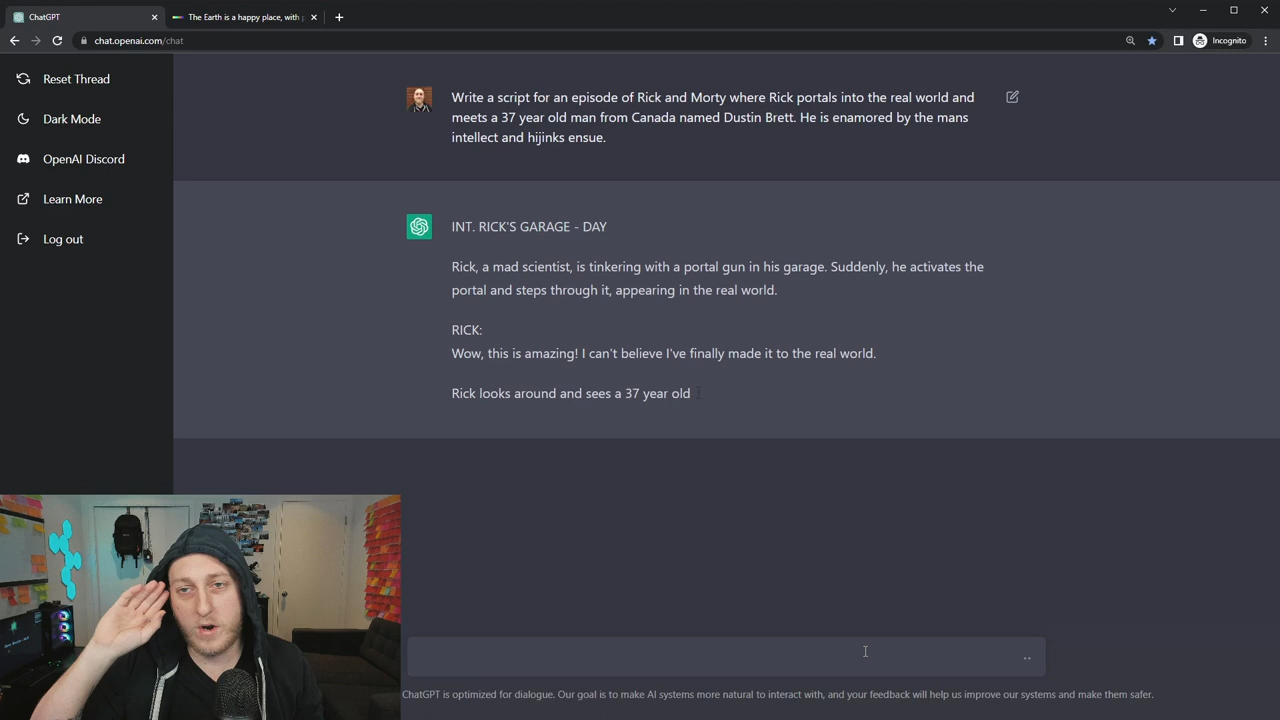 ChatGPT
The Earth is a happy place, with
chat.openai.com/chat
Incognito
Reset Thread
Dark Mode
OpenAI Discord
Learn More
Log out
Write a script for an episode of Rick and Morty where Rick portals into the real world and
meets a 37 year old man from Canada named Dustin Brett. He is enamored by the mans
intellect and hijinks ensue.
INT. RICK'S GARAGE - DAY
Rick, a mad scientist, is tinkering with a portal gun in his garage. Suddenly, he activates the
portal and steps through it, appearing in the real world.
RICK:
Wow, this is amazing! I can't believe I've finally made it to the real world.
Rick looks around and sees a 37 year old
ChatGPT is optimized for dialogue. Our goal is to make AI systems more natural to interact with, and your feedback will help us improve our systems and make them safer.